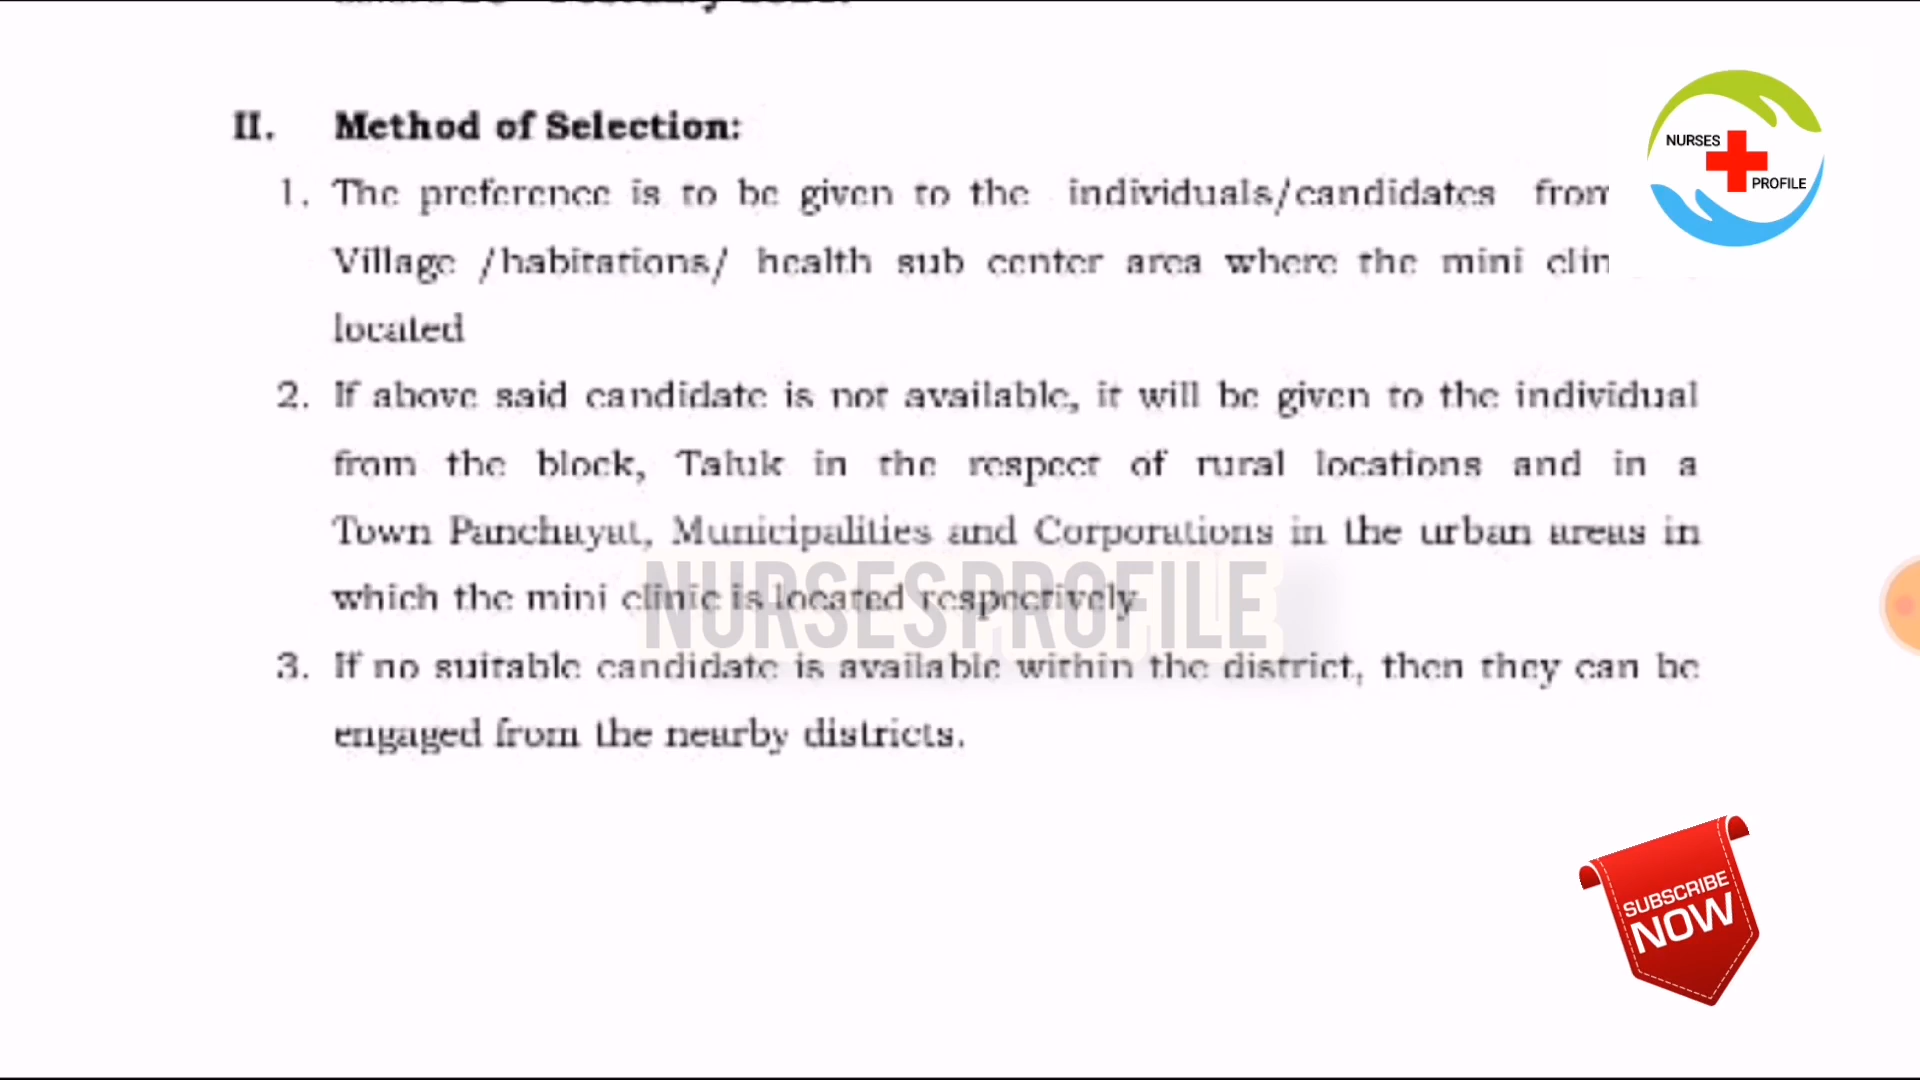 II. Method of Selection:
1. The preference is to be given to the individuals/candidates from
Village /habitations/ health sub center area where the mini clin
located
2. If above said candidate is not available, it will be given to the individual
from the block, Taluk in the respect of rural locations and in a
Town Panchayat, Municipalities and Corporations in the urban areas in
which the mini clinic is located respectively
3. If no suitable candidate is available within the district, then they can be
engaged from the nearby districts.
NURSES PROFILE
NURSES
PROFILE
SUBSCRIBE
NOW